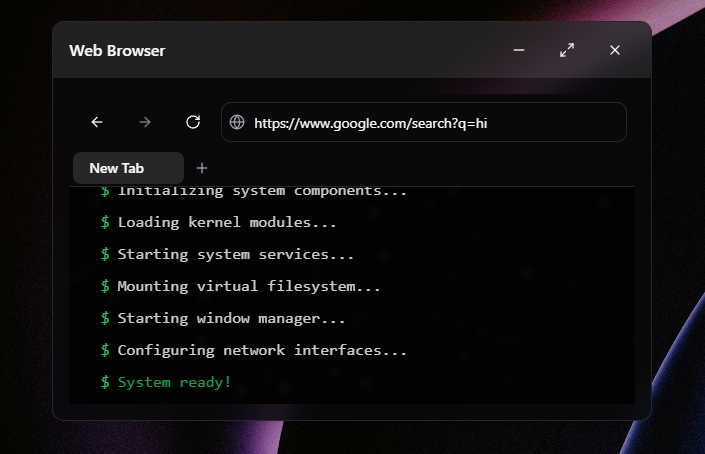 Web Browser
https://www.google.com/search?q=hi
New Tab
$ Initializing system components...
$ Loading kernel modules...
$ Starting system services...
$ Mounting virtual filesystem...
$ Starting window manager...
$ Configuring network interfaces...
$ System ready!